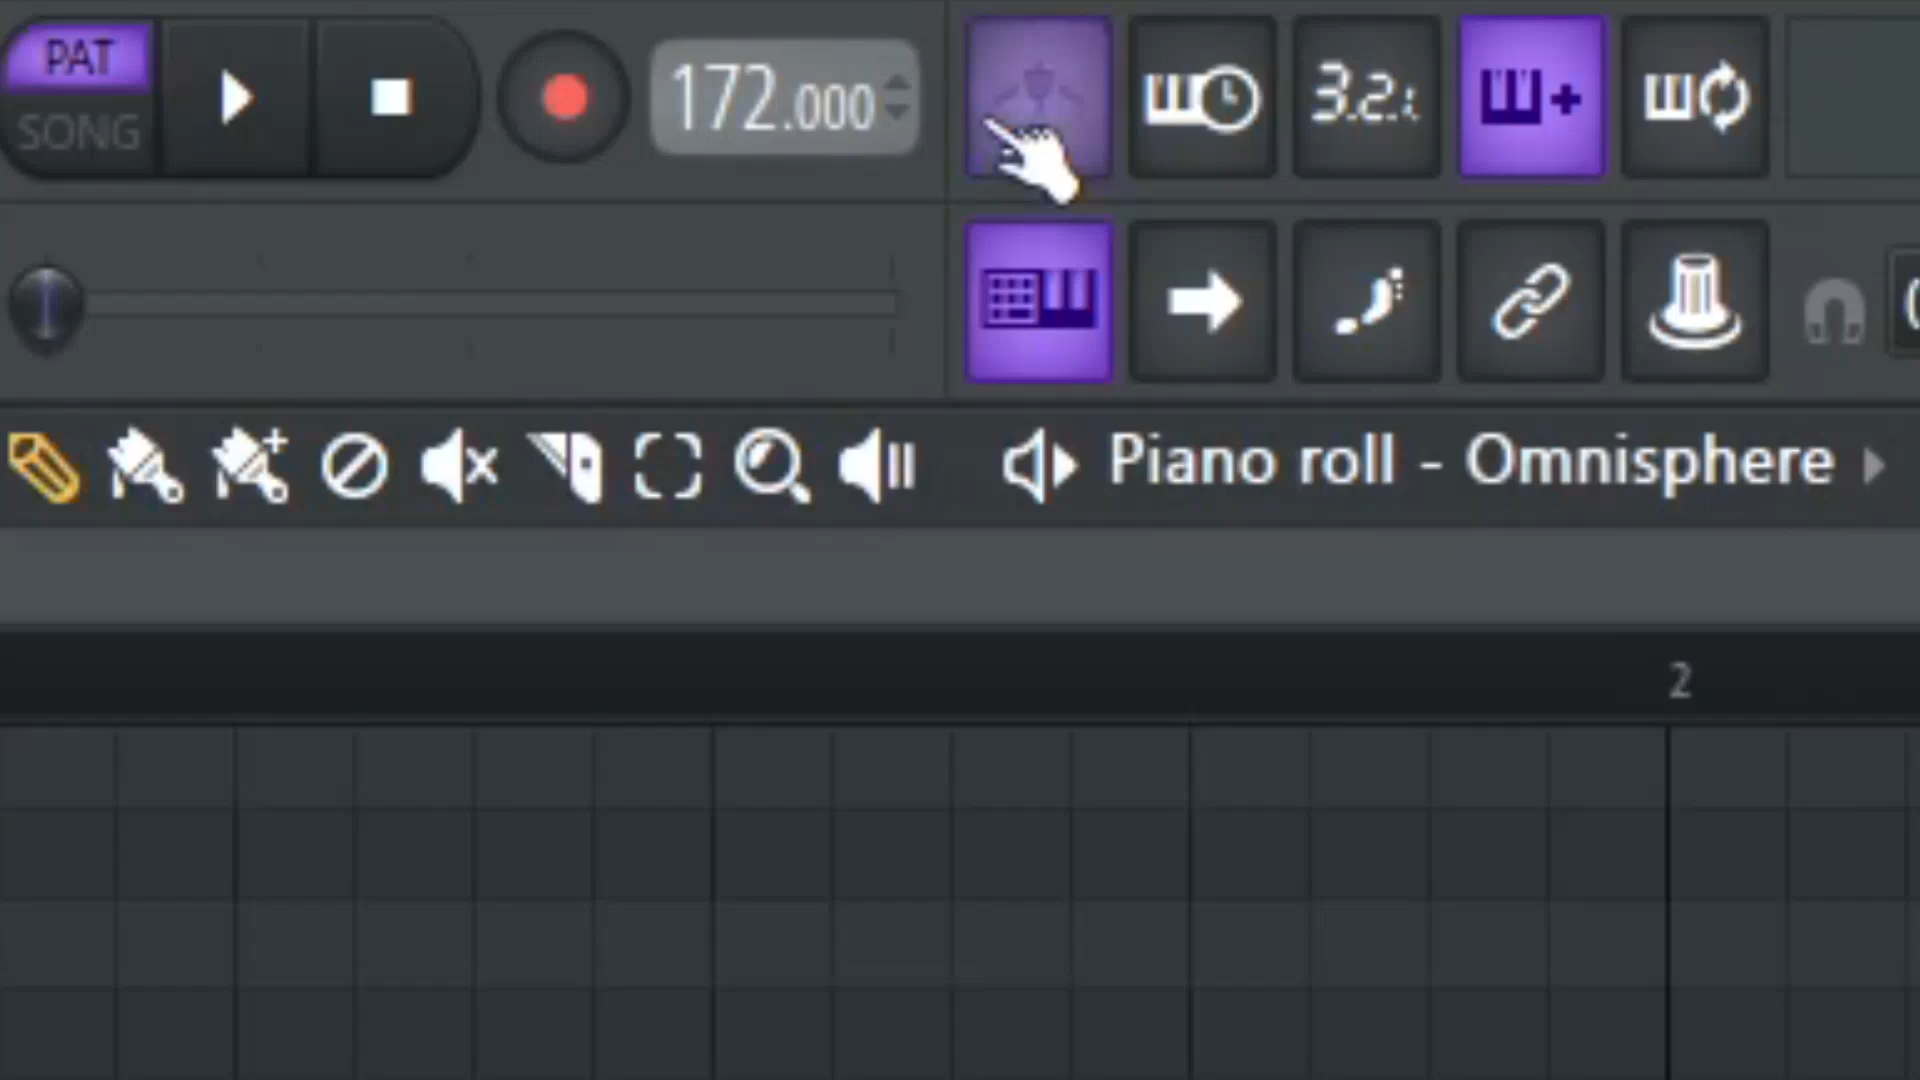 PAT
SONG
172.000
3.2.
Piano roll - Omnisphere
2